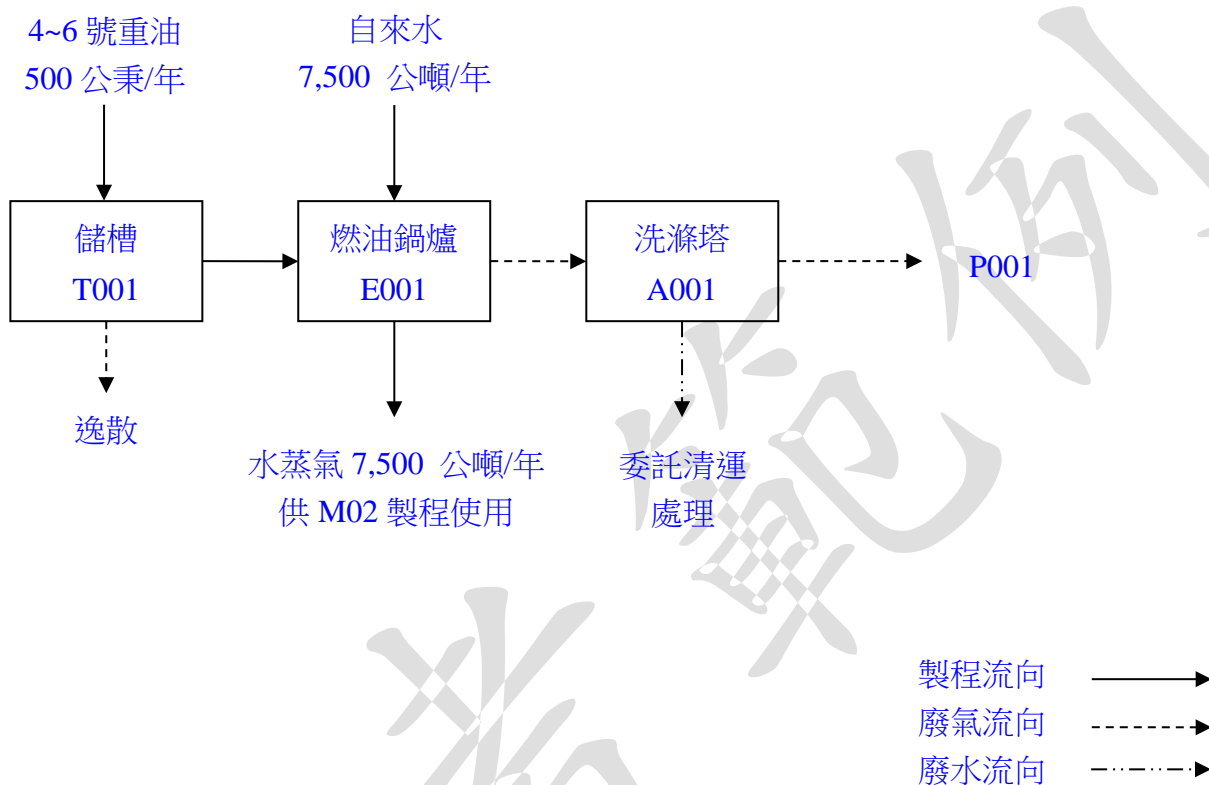 4~6 號重油
500 公秉/年
自來水
7,500 公噸/年
儲槽
T001
燃油鍋爐
E001
洗滌塔
A001
P001
逸散
水蒸氣 7,500 公噸/年
供 M02 製程使用
委託清運
處理
製程流向
廢氣流向
廢水流向
範例